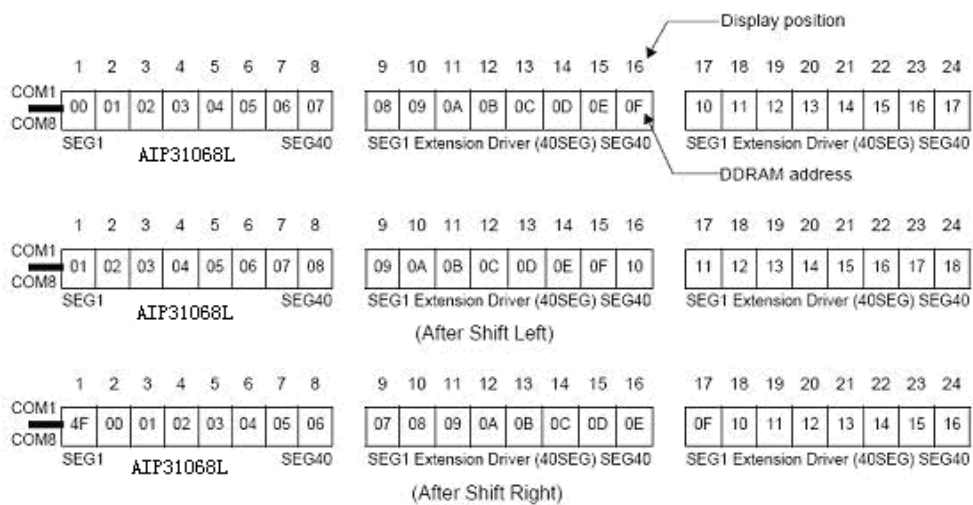 Display position
1 2 3 4 5 6 7 8 9 10 11 12 13 14 15 16 17 18 19 20 21 22 23 24
COM1
00 01 02 03 04 05 06 07 08 09 0A 0B 0C 0D 0E 0F 10 11 12 13 14 15 16 17
COM8
SEG1 SEG40 SEG1 Extension Driver (40SEG) SEG40 SEG1 Extension Driver (40SEG) SEG40
AIP31068L
DDRAM address
1 2 3 4 5 6 7 8 9 10 11 12 13 14 15 16 17 18 19 20 21 22 23 24
COM1
01 02 03 04 05 06 07 08 09 0A 0B 0C 0D 0E 0F 10 11 12 13 14 15 16 17 18
COM8
SEG1 SEG40 SEG1 Extension Driver (40SEG) SEG40 SEG1 Extension Driver (40SEG) SEG40
AIP31068L
(After Shift Left)
1 2 3 4 5 6 7 8 9 10 11 12 13 14 15 16 17 18 19 20 21 22 23 24
COM1
4F 00 01 02 03 04 05 06 07 08 09 0A 0B 0C 0D 0E 0F 10 11 12 13 14 15 16
COM8
SEG1 SEG40 SEG1 Extension Driver (40SEG) SEG40 SEG1 Extension Driver (40SEG) SEG40
AIP31068L
(After Shift Right)